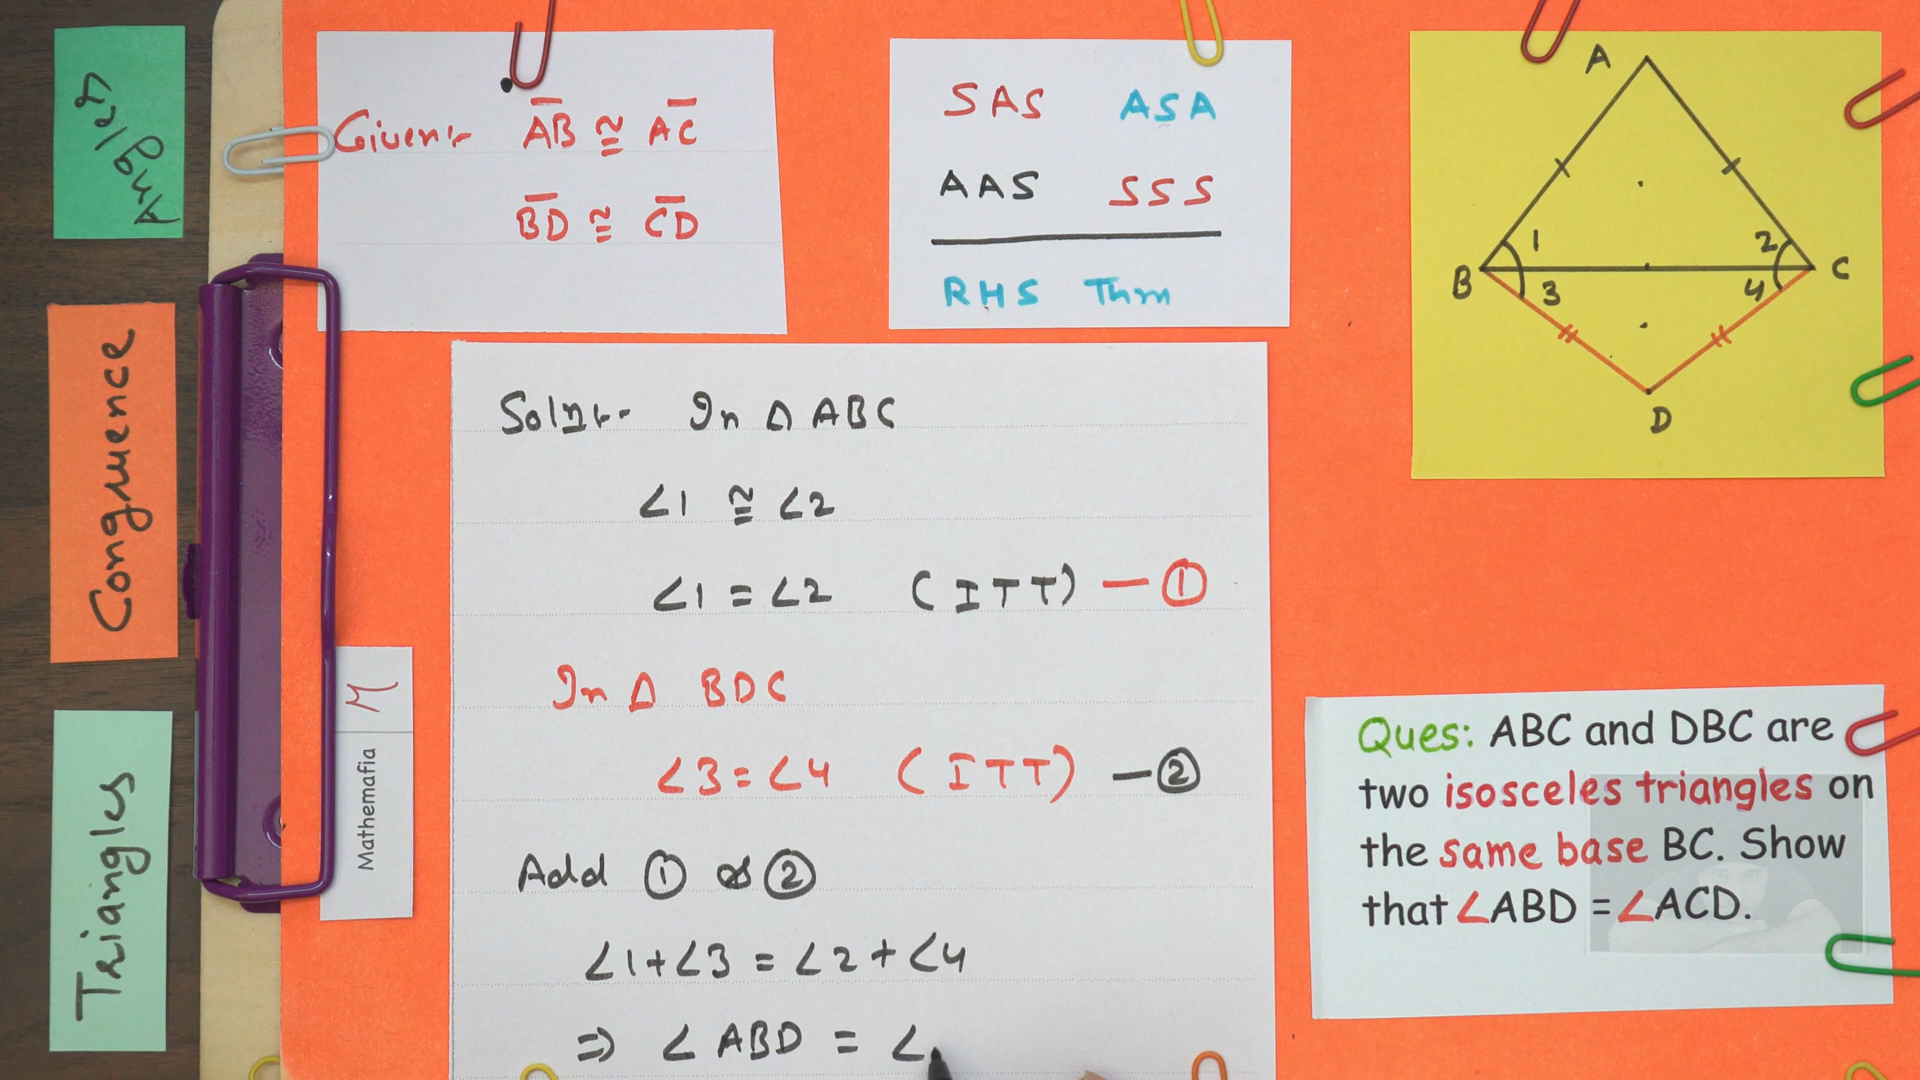 Angles
Congruence
Triangles
Given:- AB ≅ AC
BD ≅ CD
SAS ASA
AAS SSS
RHS Thm
A
1 2
B C
3 4
D
Soln:- In Δ ABC
∠1 ≅ ∠2
∠1 = ∠2 (ITT) — ①
In Δ BDC
∠3 = ∠4 (ITT) — ②
Add ① & ②
∠1+∠3 = ∠2+∠4
⇒ ∠ABD = ∠
M
Mathemafia
Ques: ABC and DBC are
two isosceles triangles on
the same base BC. Show
that ∠ABD = ∠ACD.